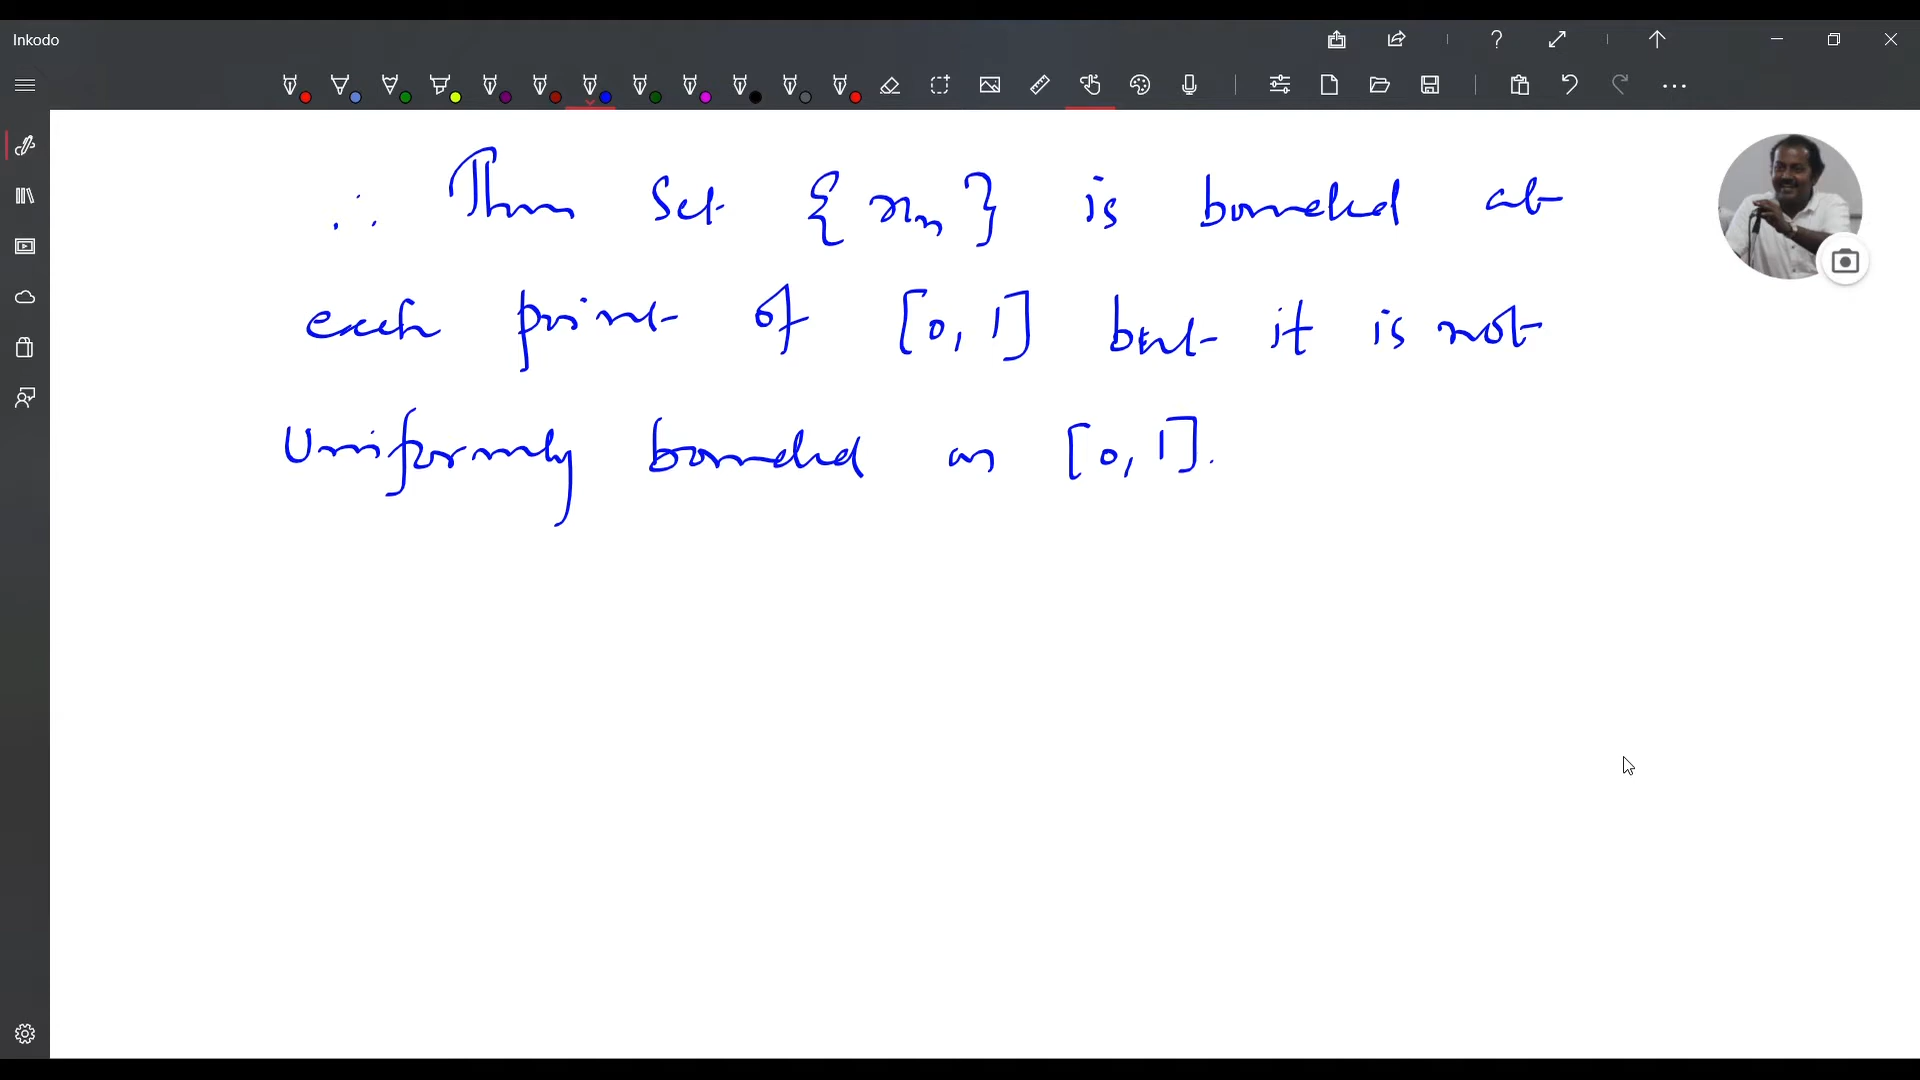 Inkodo
∴ Thus set {xn} is bounded at
each point of [0, 1] but it is not
Uniformly bounded on [0, 1].